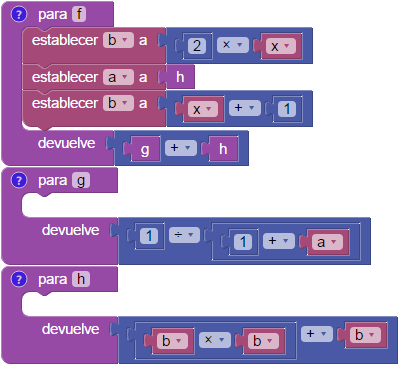 ? para f
establecer b a 2 × x
establecer a a h
establecer b a x + 1
devuelve g + h
? para g
devuelve 1 ÷ 1 + a
? para h
devuelve b × b + b